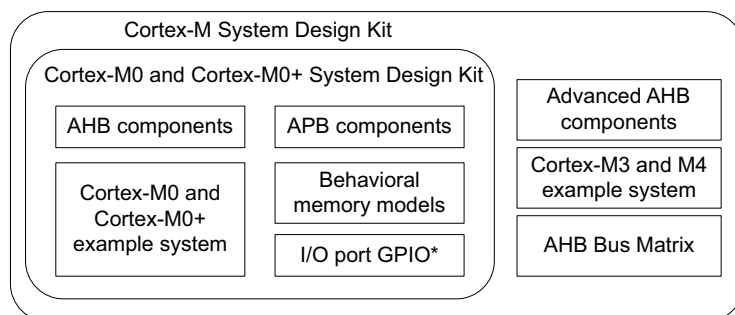 Cortex-M System Design Kit
Cortex-M0 and Cortex-M0+ System Design Kit
AHB components
APB components
Cortex-M0 and
Cortex-M0+
example system
Behavioral
memory models
I/O port GPIO*
Advanced AHB
components
Cortex-M3 and M4
example system
AHB Bus Matrix